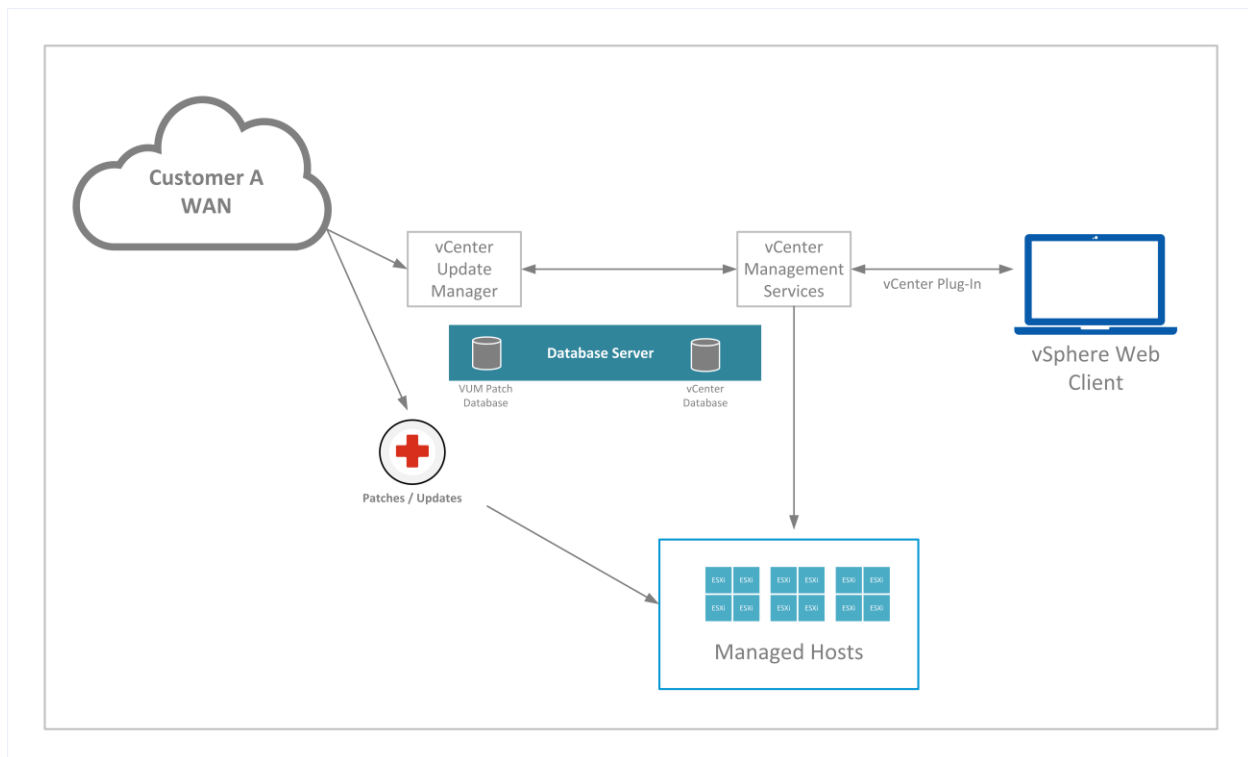 Customer A
WAN
vCenter
Update
Manager
vCenter
Management
Services
vCenter Plug-In
vSphere Web
Client
Database Server
VUM Patch
Database
vCenter
Database
Patches / Updates
ESXi ESXi ESXi ESXi ESXi ESXi
ESXi ESXi ESXi ESXi ESXi ESXi
Managed Hosts